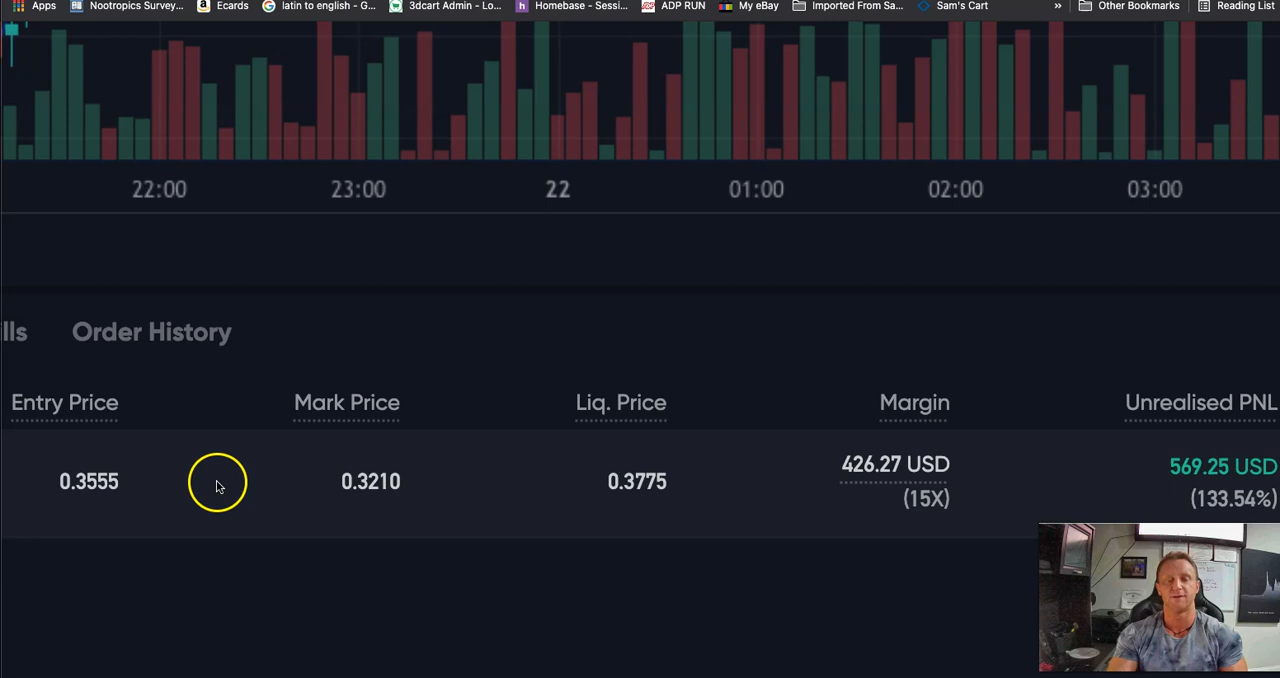 Apps Nootropics Survey... Ecards latin to english - G... 3dcart Admin - Lo... Homebase - Sessi... ADP RUN My eBay Imported From Sa... Sam's Cart » Other Bookmarks Reading List
22:00 23:00 22 01:00 02:00 03:00
ills Order History
Entry Price Mark Price Liq. Price Margin Unrealised PNL
0.3555 0.3210 0.3775 426.27 USD 569.25 USD
(15X) (133.54%)